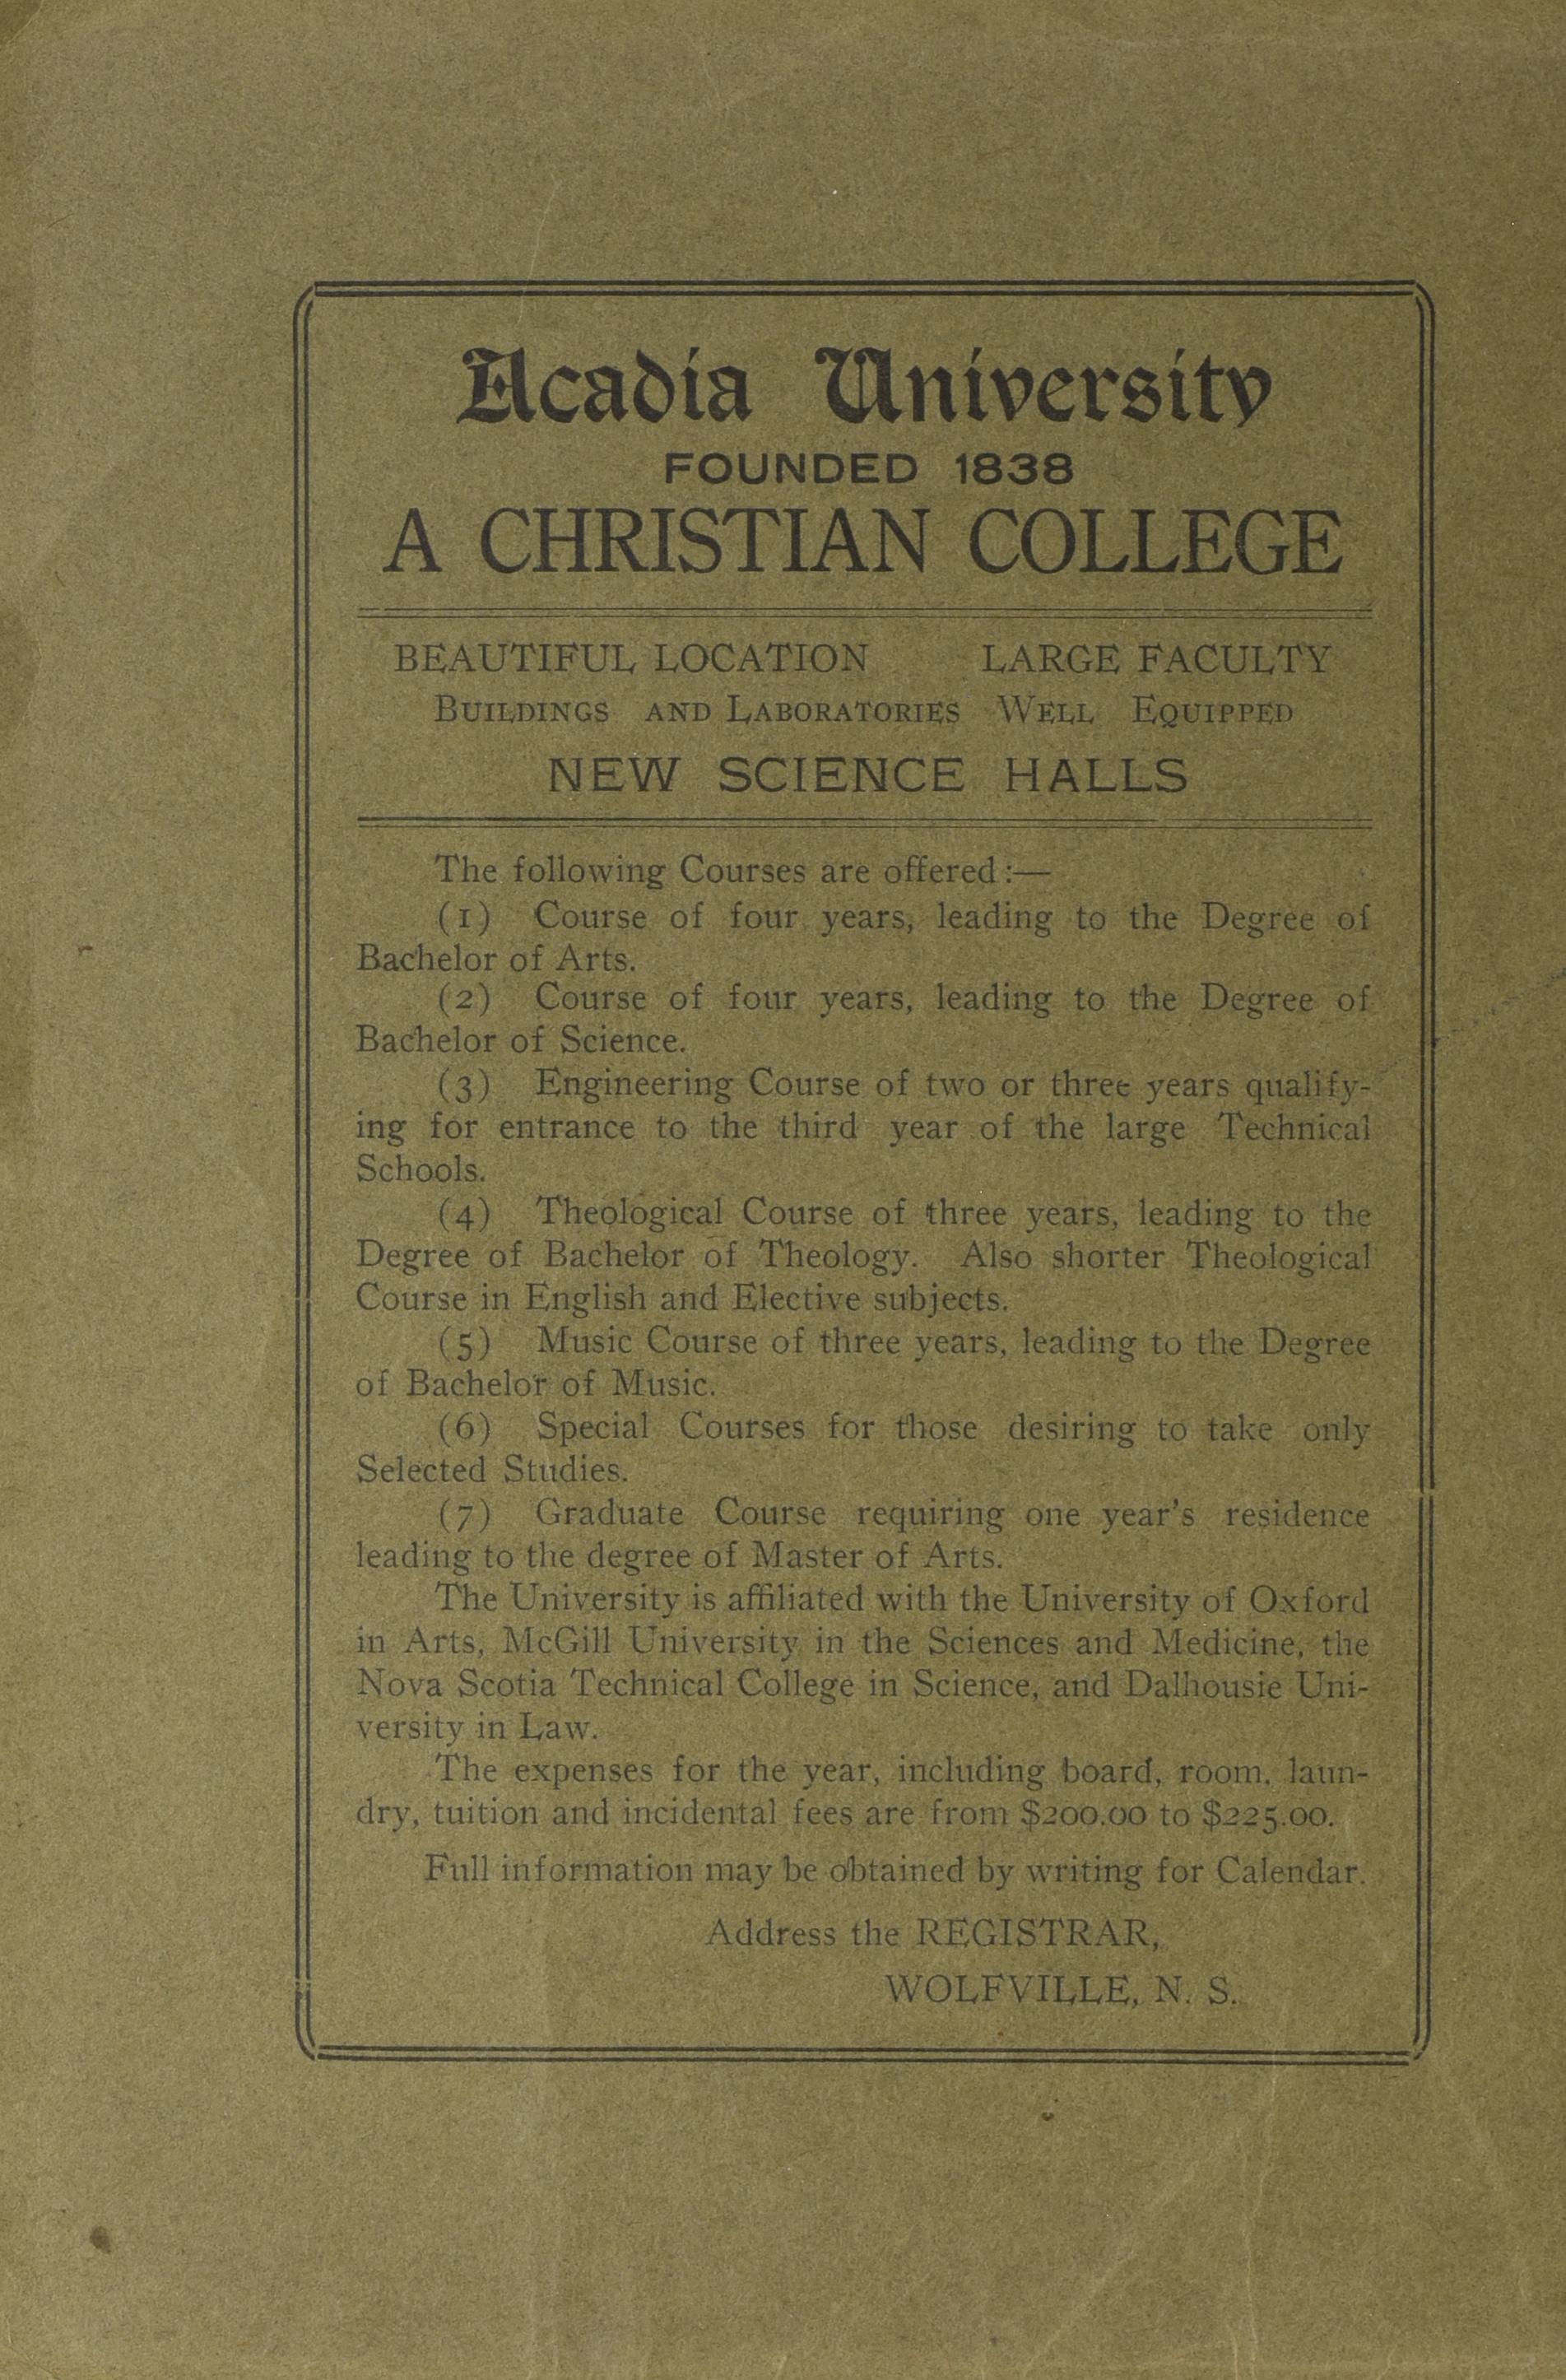 Acadia University
FOUNDED 1838
A CHRISTIAN COLLEGE
BEAUTIFUL LOCATION LARGE FACULTY
BUILDINGS AND LABORATORIES WELL EQUIPPED
NEW SCIENCE HALLS
The following Courses are offered:—
(1) Course of four years, leading to the Degree of
Bachelor of Arts.
(2) Course of four years, leading to the Degree of
Bachelor of Science.
(3) Engineering Course of two or three years qualify-
ing for entrance to the third year of the large Technical
Schools.
(4) Theological Course of three years, leading to the
Degree of Bachelor of Theology. Also shorter Theological
Course in English and Elective subjects.
(5) Music Course of three years, leading to the Degree
of Bachelor of Music.
(6) Special Courses for those desiring to take only
Selected Studies.
(7) Graduate Course requiring one year's residence
leading to the degree of Master of Arts.
The University is affiliated with the University of Oxford
in Arts, McGill University in the Sciences and Medicine, the
Nova Scotia Technical College in Science, and Dalhousie Uni-
versity in Law.
The expenses for the year, including board, room, laun-
dry, tuition and incidental fees are from $200.00 to $225.00.
Full information may be obtained by writing for Calendar.
Address the REGISTRAR,
WOLFVILLE, N. S.